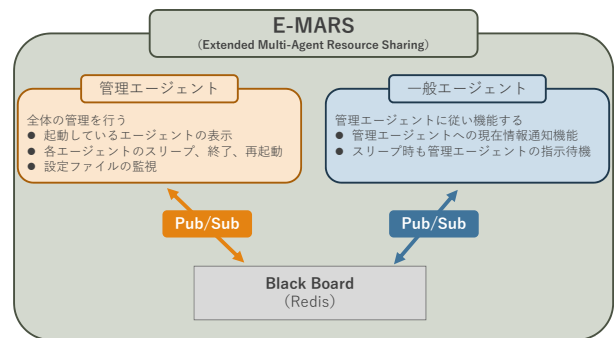 E-MARS
（Extended Multi-Agent Resource Sharing）
管理エージェント
全体の管理を行う
● 起動しているエージェントの表示
● 各エージェントのスリープ、終了、再起動
● 設定ファイルの監視
一般エージェント
管理エージェントに従い機能する
● 管理エージェントへの現在情報通知機能
● スリープ時も管理エージェントの指示待機
Pub/Sub
Pub/Sub
Black Board
（Redis）